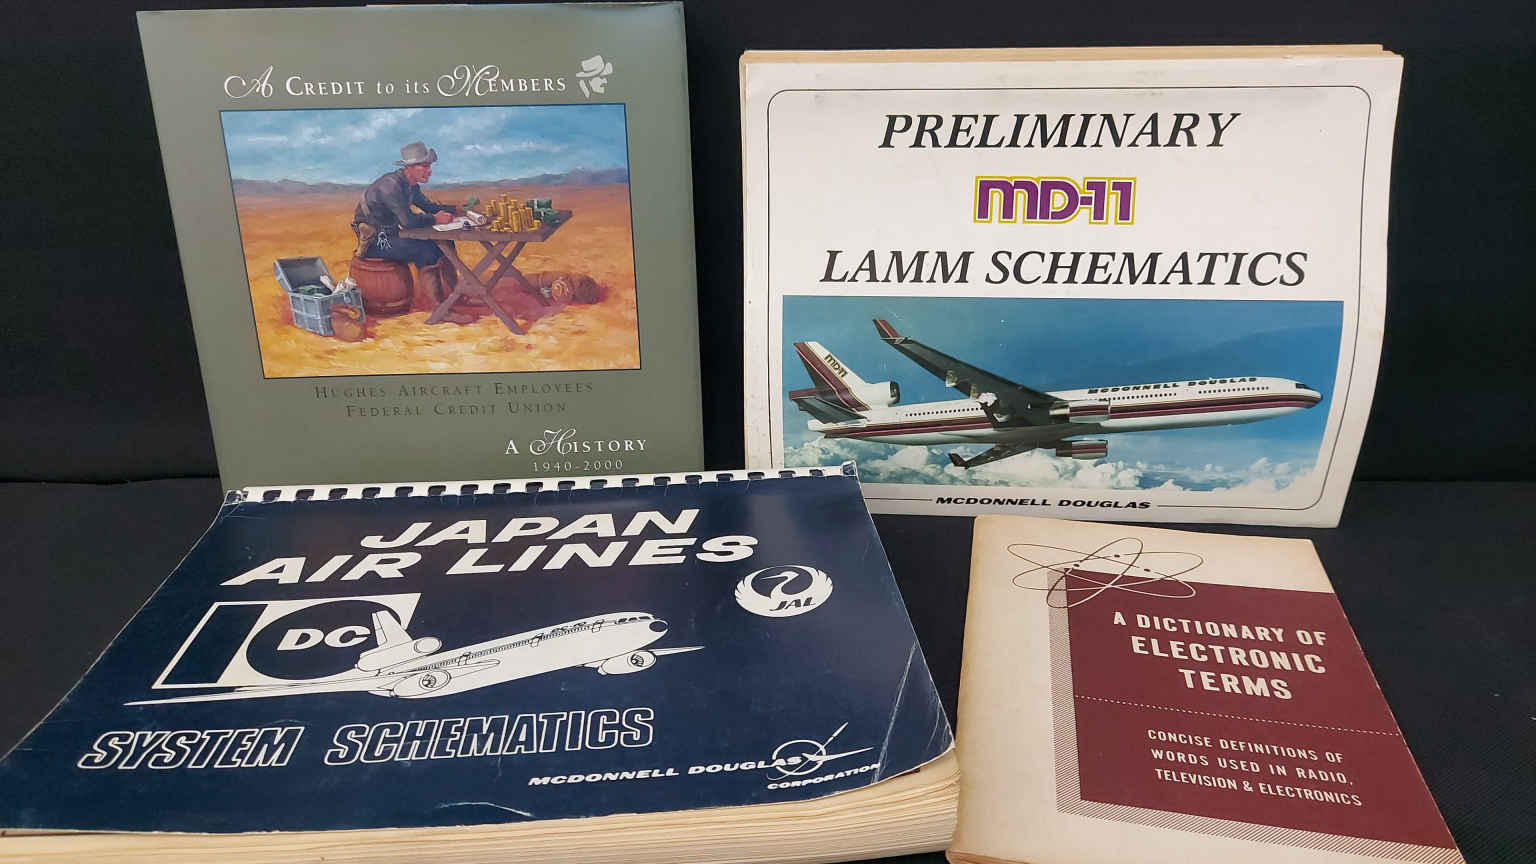 A CREDIT to its MEMBERS
HUGHES AIRCRAFT EMPLOYEES
FEDERAL CREDIT UNION
A HISTORY
1940-2000
PRELIMINARY
MD-11
LAMM SCHEMATICS
MD-11
MCDONNELL DOUGLAS
MCDONNELL DOUGLAS
JAPAN
AIR LINES
JAL
DC
DC-10
SYSTEM SCHEMATICS
MCDONNELL DOUGLAS
CORPORATION
A DICTIONARY OF
ELECTRONIC
TERMS
CONCISE DEFINITIONS OF
WORDS USED IN RADIO,
TELEVISION & ELECTRONICS